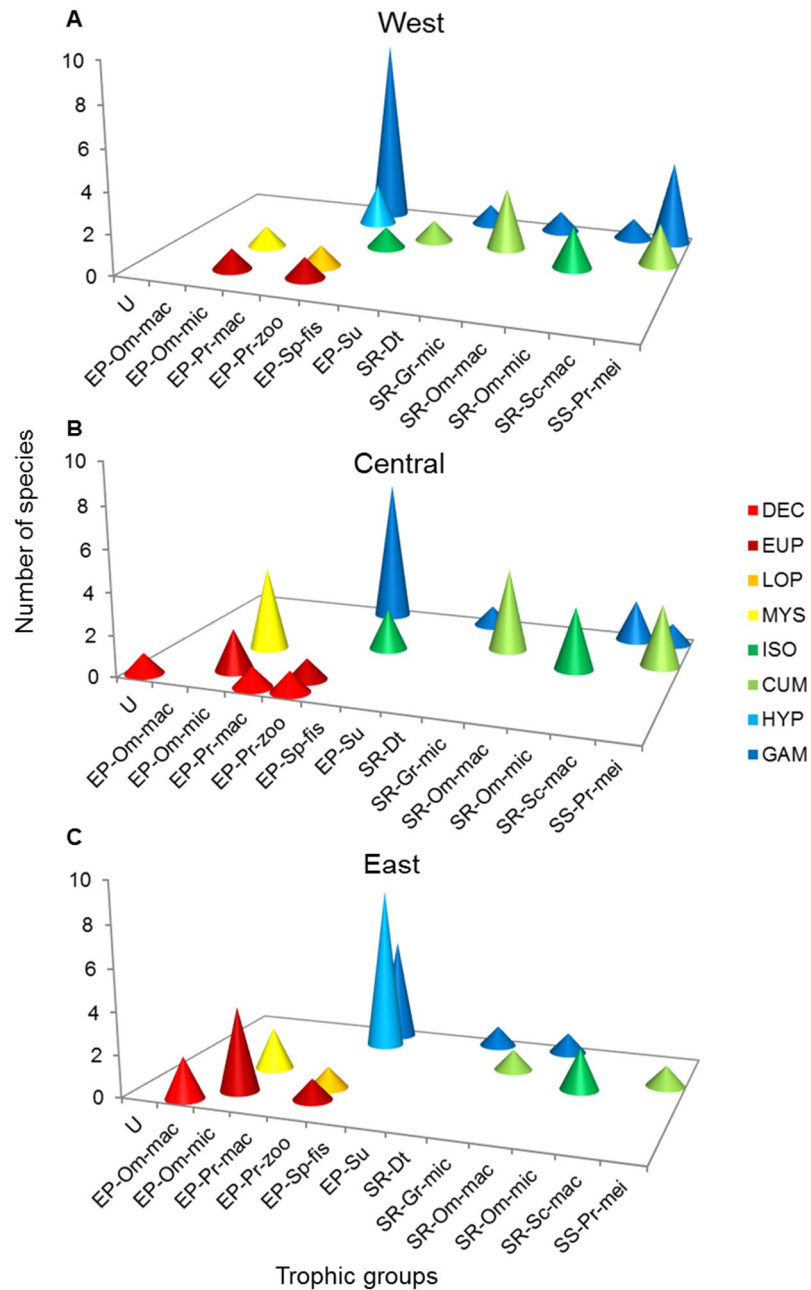 A
West
10
8
6
4
2
0
U
EP-Om-mac
EP-Om-mic
EP-Pr-mac
EP-Pr-zoo
EP-Sp-fis
EP-Su
SR-Dt
SR-Gr-mic
SR-Om-mac
SR-Om-mic
SR-Sc-mac
SS-Pr-mei
B
Central
10
8
6
4
2
0
U
EP-Om-mac
EP-Om-mic
EP-Pr-mac
EP-Pr-zoo
EP-Sp-fis
EP-Su
SR-Dt
SR-Gr-mic
SR-Om-mac
SR-Om-mic
SR-Sc-mac
SS-Pr-mei
Number of species
DEC
EUP
LOP
MYS
ISO
CUM
HYP
GAM
C
East
10
8
6
4
2
0
U
EP-Om-mac
EP-Om-mic
EP-Pr-mac
EP-Pr-zoo
EP-Sp-fis
EP-Su
SR-Dt
SR-Gr-mic
SR-Om-mac
SR-Om-mic
SR-Sc-mac
SS-Pr-mei
Trophic groups